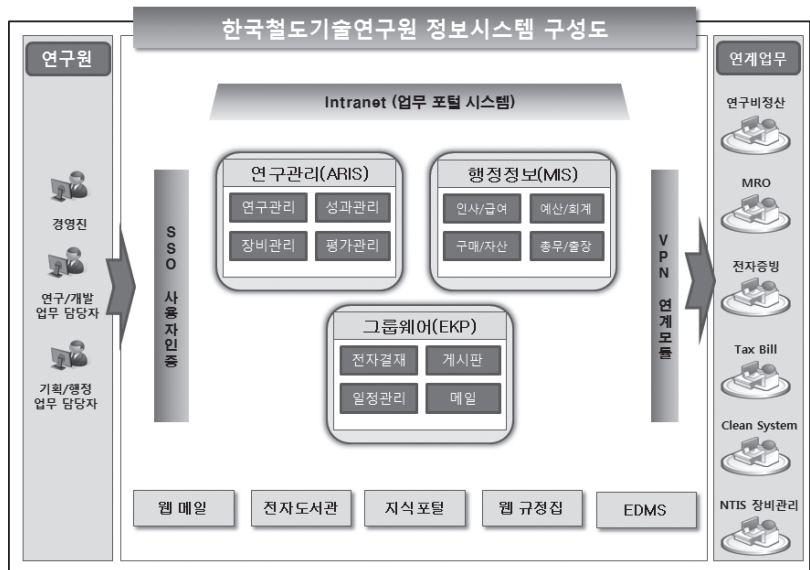 한국철도기술연구원 정보시스템 구성도
연구원
경영진
연구/개발
업무 담당자
기획/행정
업무 담당자
SSO 사용자인증
Intranet (업무 포털 시스템)
연구관리(ARIS)
연구관리 성과관리
장비관리 평가관리
행정정보(MIS)
인사/급여 예산/회계
구매/자산 총무/출장
그룹웨어(EKP)
전자결재 게시판
일정관리 메일
VPN 연계모듈
웹 메일 전자도서관 지식포털 웹 규정집 EDMS
연계업무
연구비정산
MRO
전자증빙
Tax Bill
Clean System
NTIS 장비관리